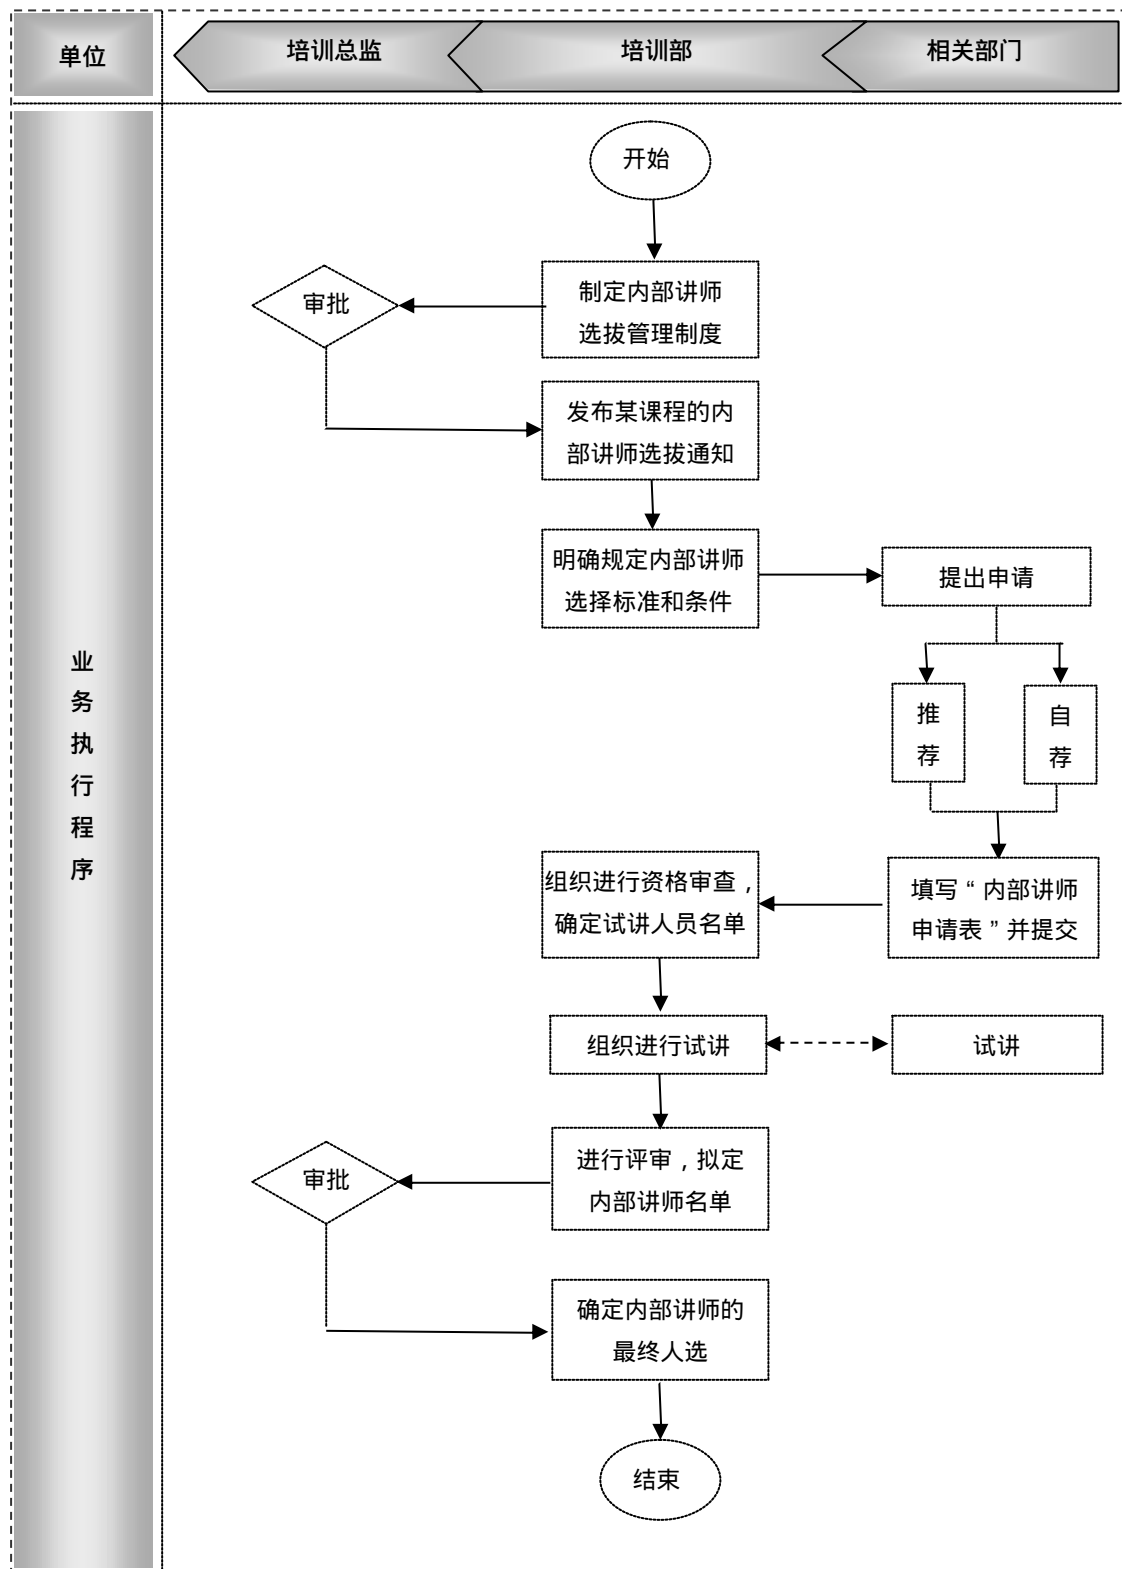 单位
培训总监
培训部
相关部门
业
务
执
行
程
序
开始
审批
制定内部讲师
选拔管理制度
发布某课程的内
部讲师选拔通知
明确规定内部讲师
选择标准和条件
提出申请
推
荐
自
荐
组织进行资格审查，
确定试讲人员名单
填写“内部讲师
申请表”并提交
组织进行试讲
试讲
审批
进行评审，拟定
内部讲师名单
确定内部讲师的
最终人选
结束